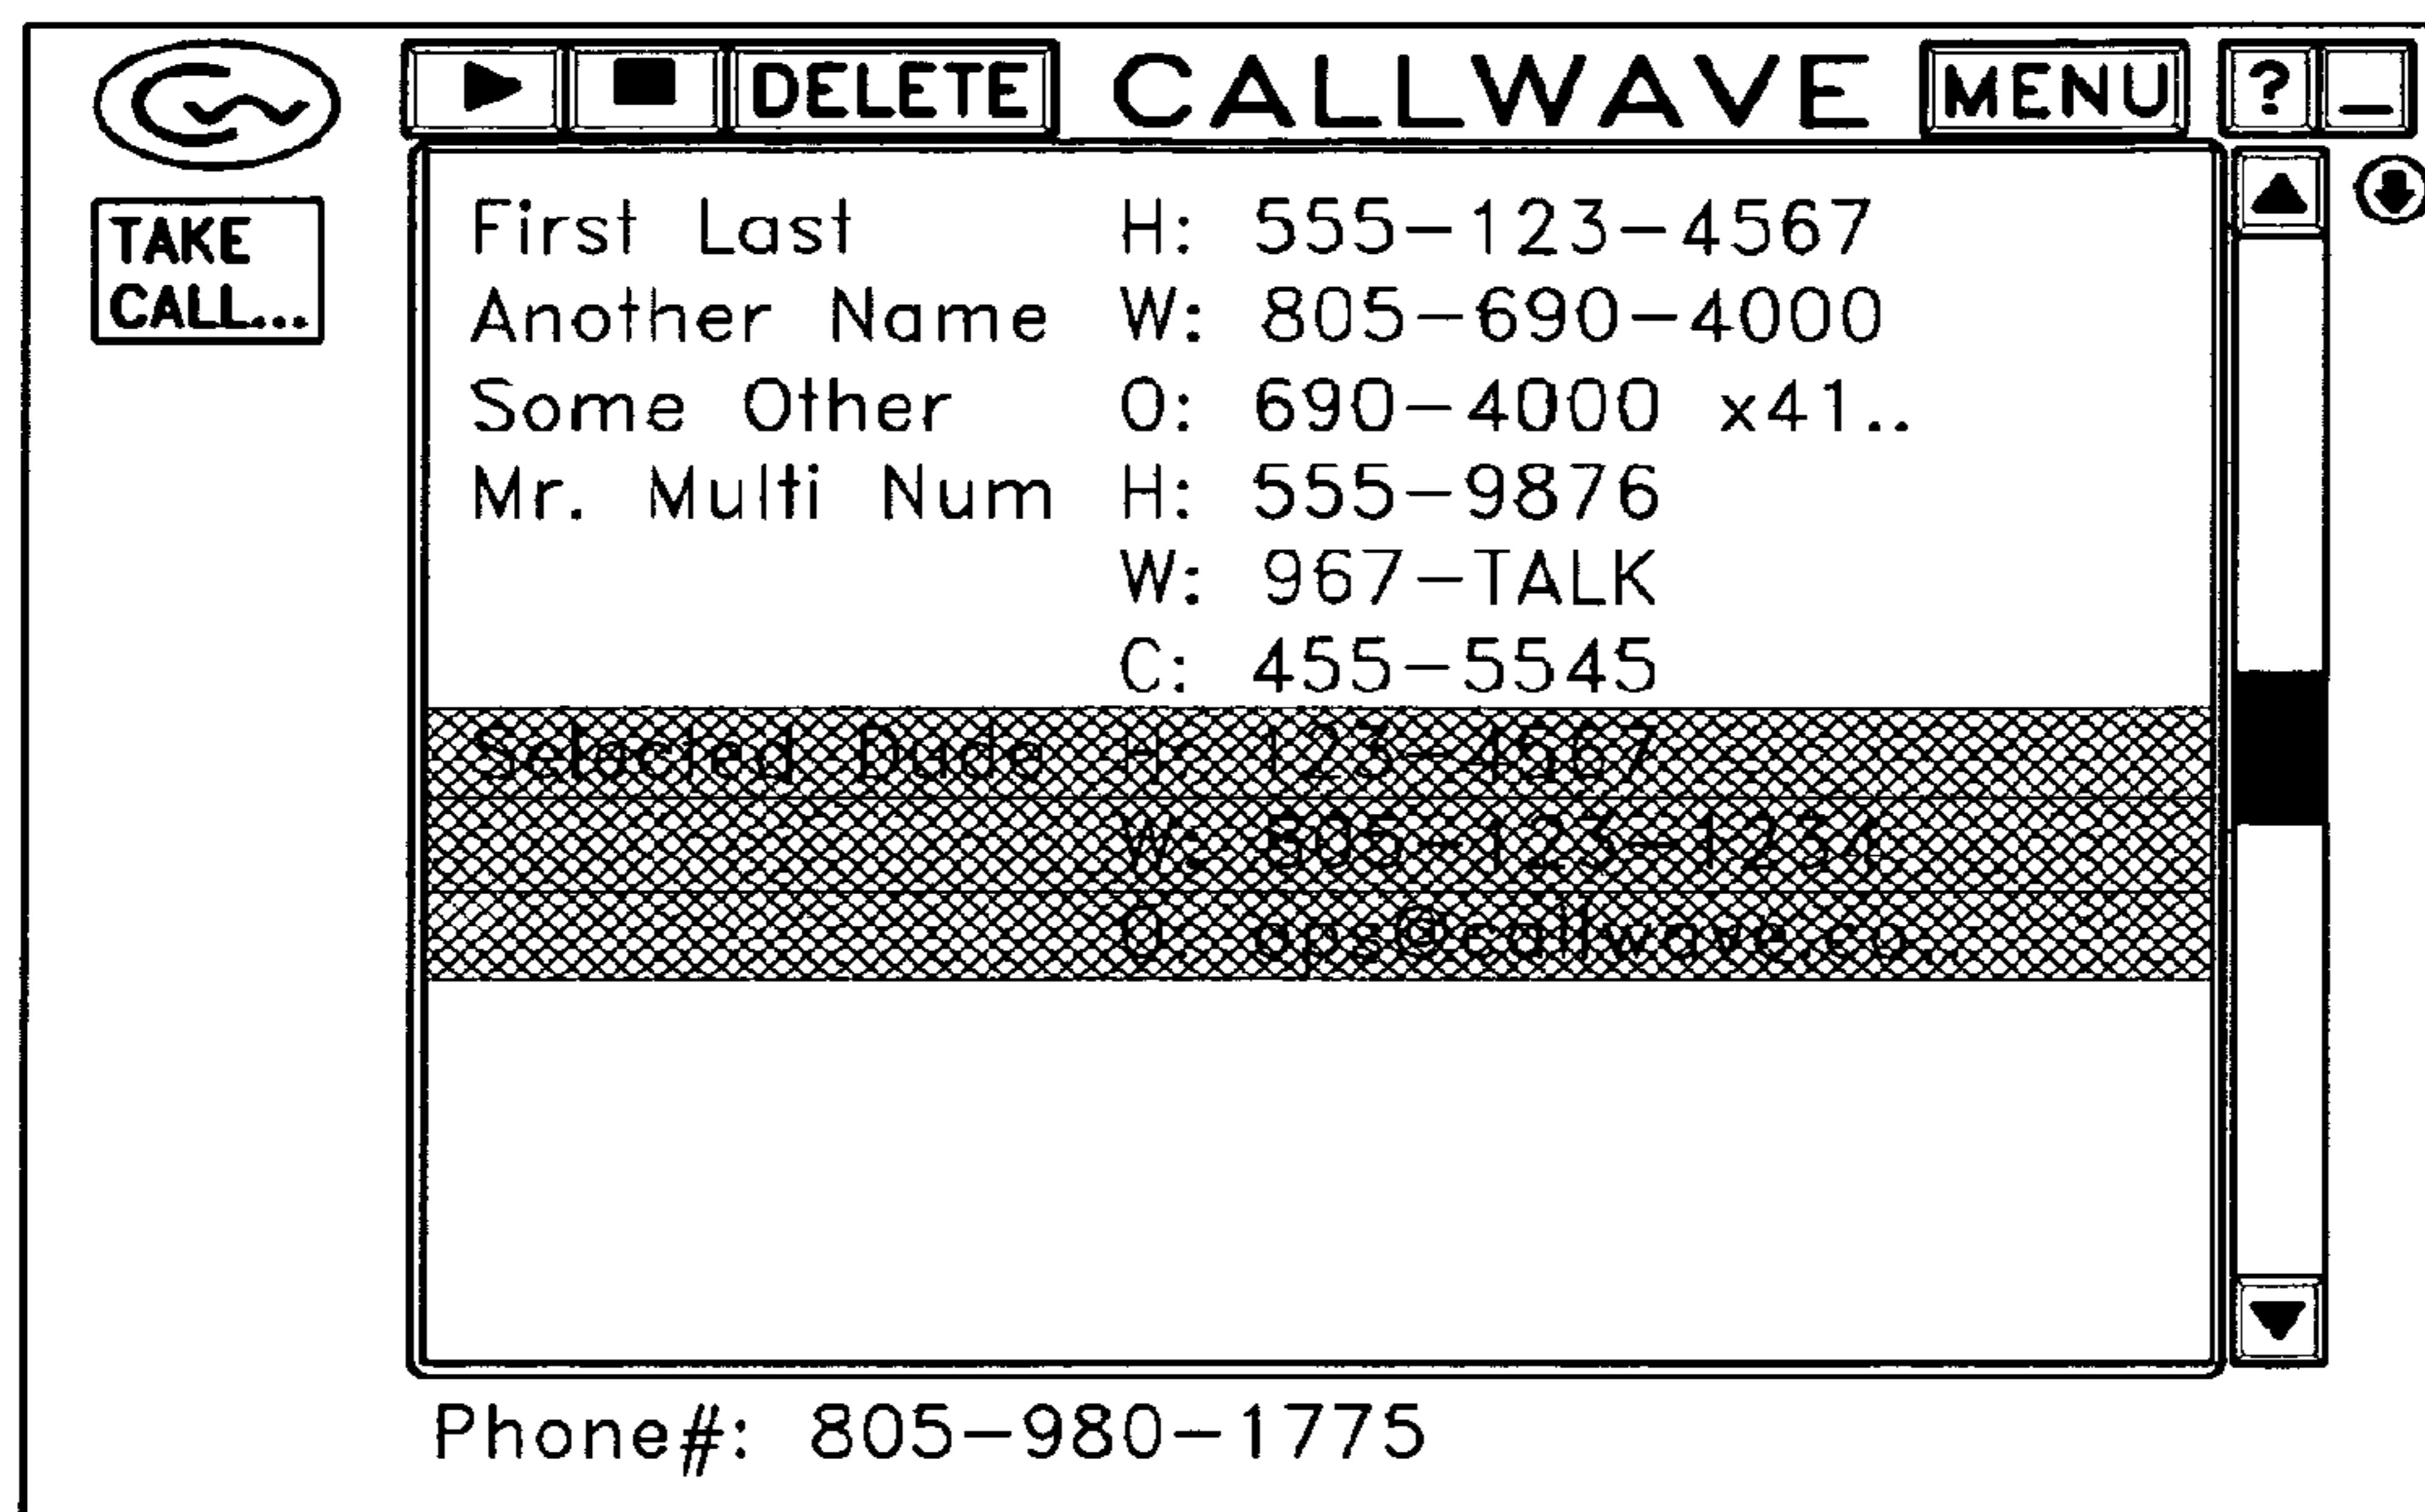 DELETE CALLWAVE MENU ? _
TAKE
CALL...
First Last H: 555-123-4567
Another Name W: 805-690-4000
Some Other O: 690-4000 x41..
Mr. Multi Num H: 555-9876
W: 967-TALK
C: 455-5545
Selected Dude H: 123-4567
W: 805-123-1234
O: ops@callwave.co..
Phone#: 805-980-1775